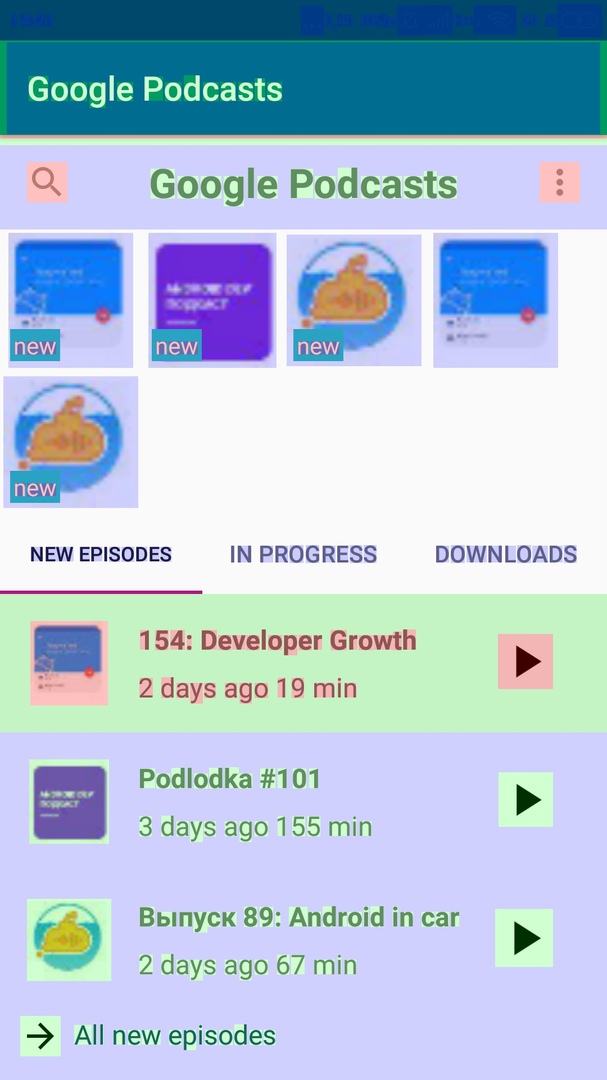 Google Podcasts
Google Podcasts
new
new
new
new
NEW EPISODES
IN PROGRESS
DOWNLOADS
154: Developer Growth
2 days ago 19 min
Podlodka #101
3 days ago 155 min
Выпуск 89: Android in car
2 days ago 67 min
All new episodes